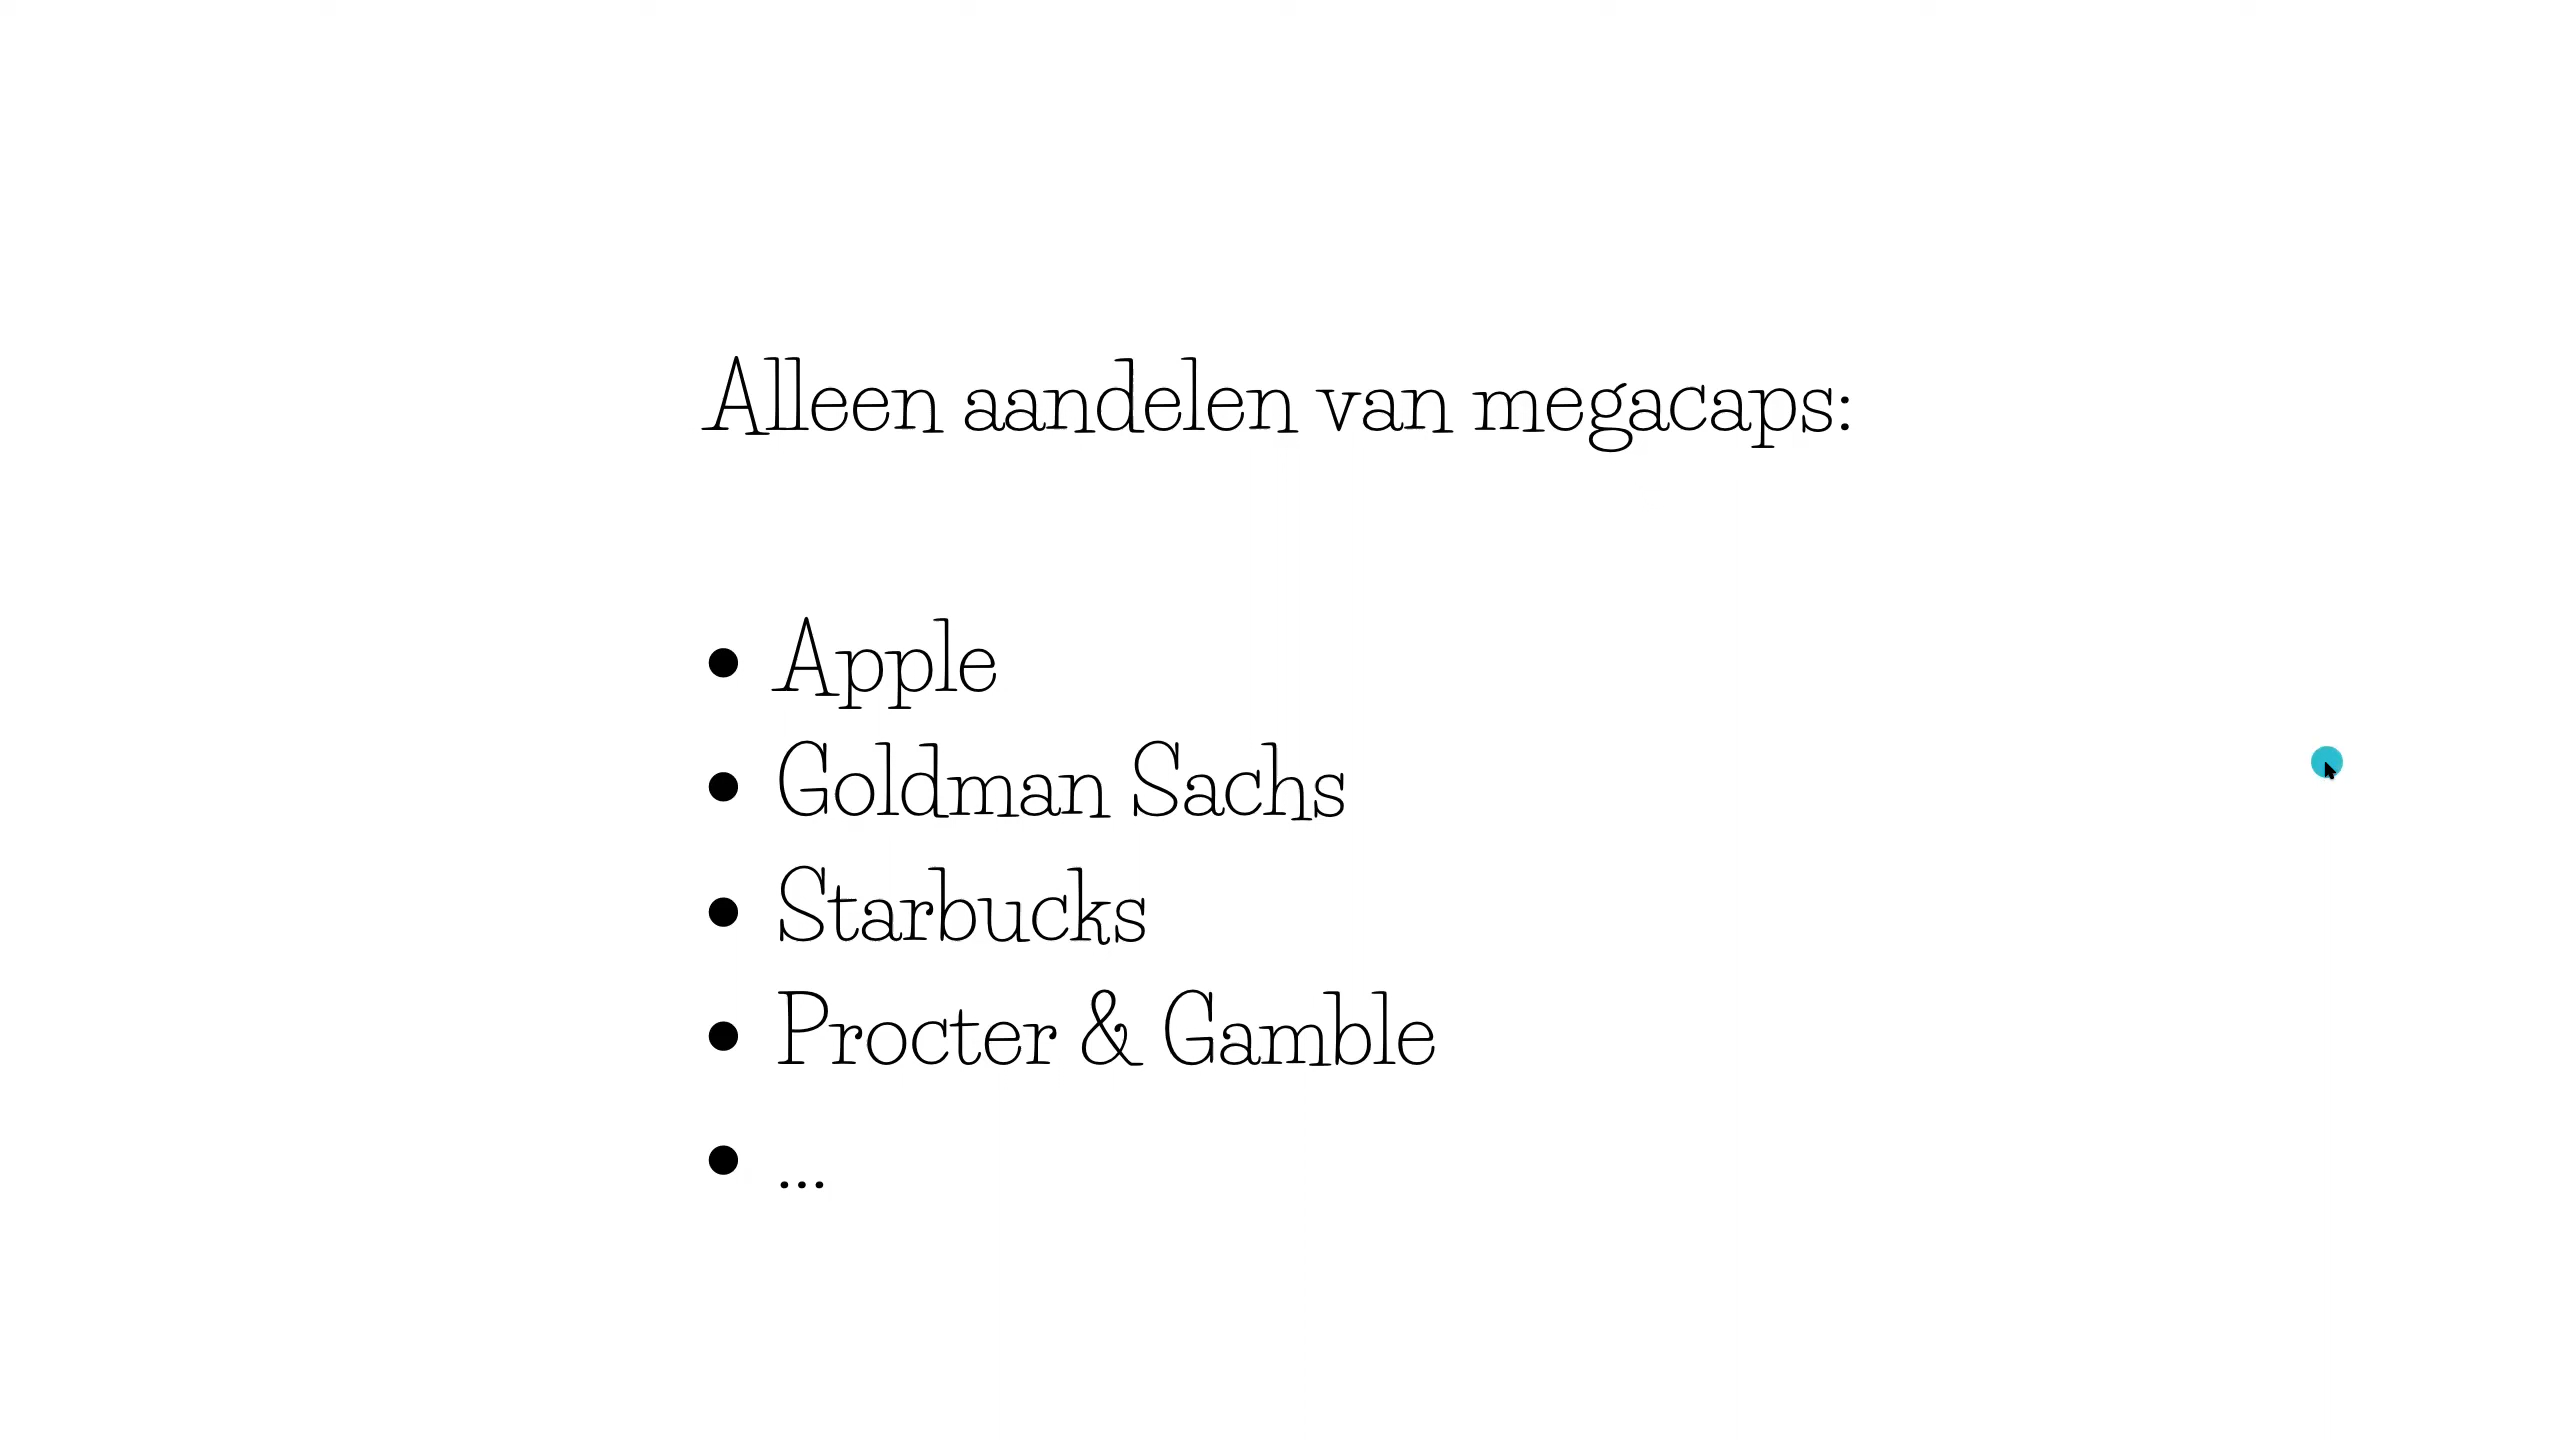 Alleen aandelen van megacaps:
• Apple
• Goldman Sachs
• Starbucks
• Procter & Gamble
• ...